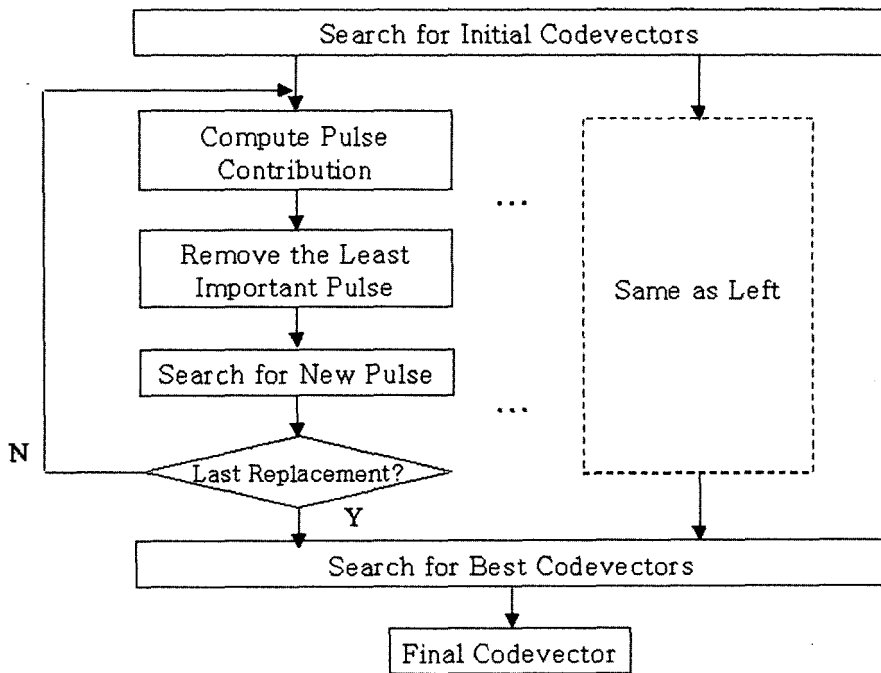 Search for Initial Codevectors
Compute Pulse
Contribution
...
Remove the Least
Important Pulse
Same as Left
Search for New Pulse
...
N
Last Replacement?
Y
Search for Best Codevectors
Final Codevector